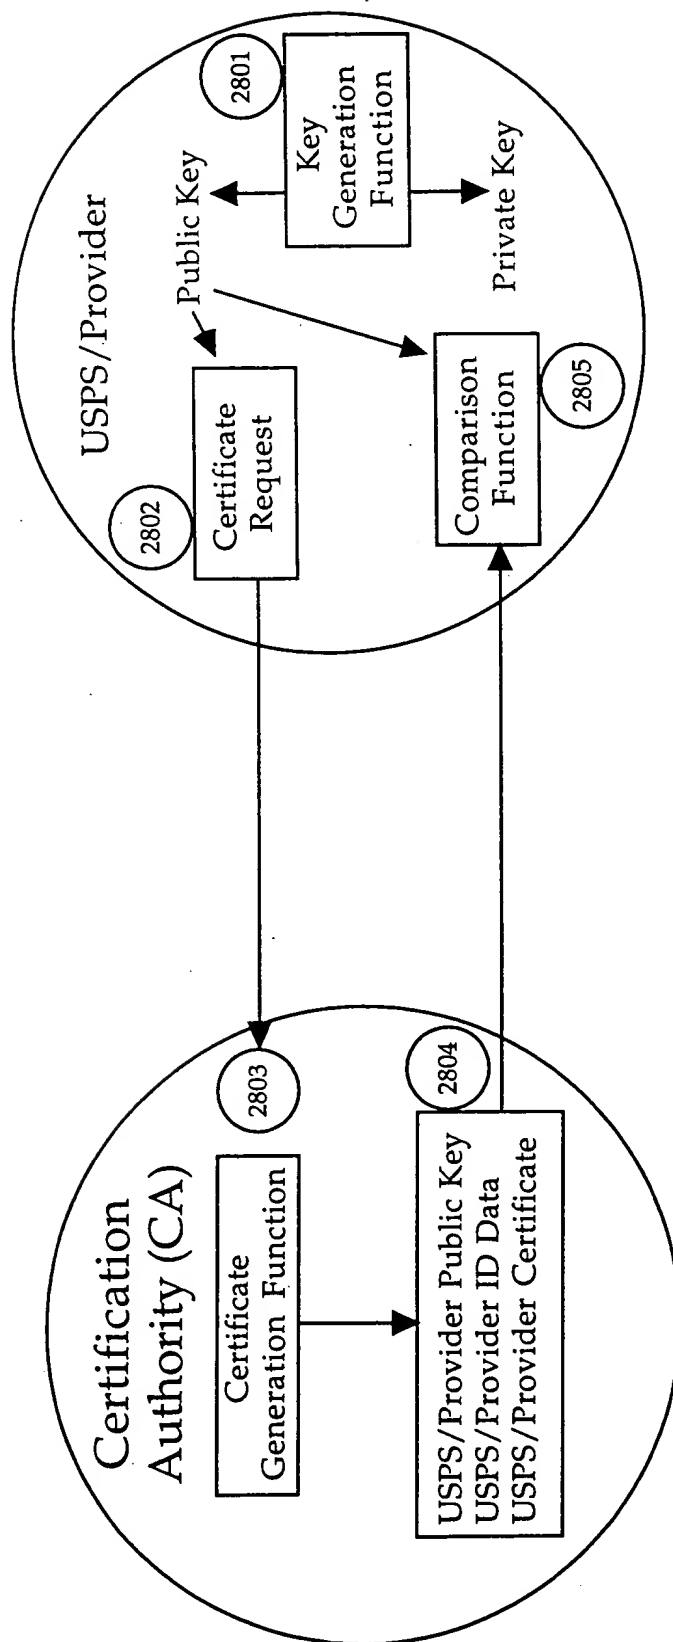 Certification
Authority (CA)
Certificate
Generation Function
2803
USPS/Provider Public Key
USPS/Provider ID Data
USPS/Provider Certificate
2804
USPS/Provider
2802
Certificate
Request
Public Key
2801
Key
Generation
Function
Private Key
Comparison
Function
2805